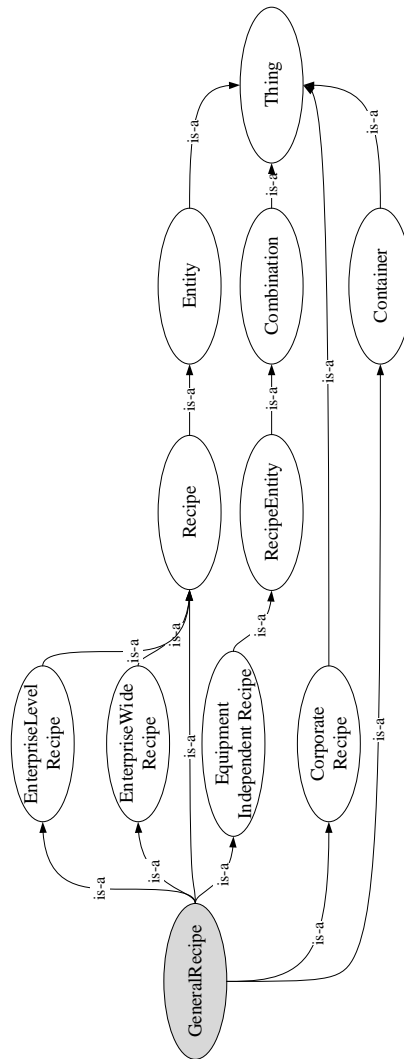 GeneralRecipe
is-a
is-a
is-a
is-a
is-a
is-a
EnterpriseLevel
Recipe
EnterpriseWide
Recipe
Equipment
Independent Recipe
Corporate
Recipe
is-a
is-a
is-a
is-a
Recipe
RecipeEntity
is-a
is-a
is-a
Entity
Combination
Container
is-a
is-a
is-a
Thing